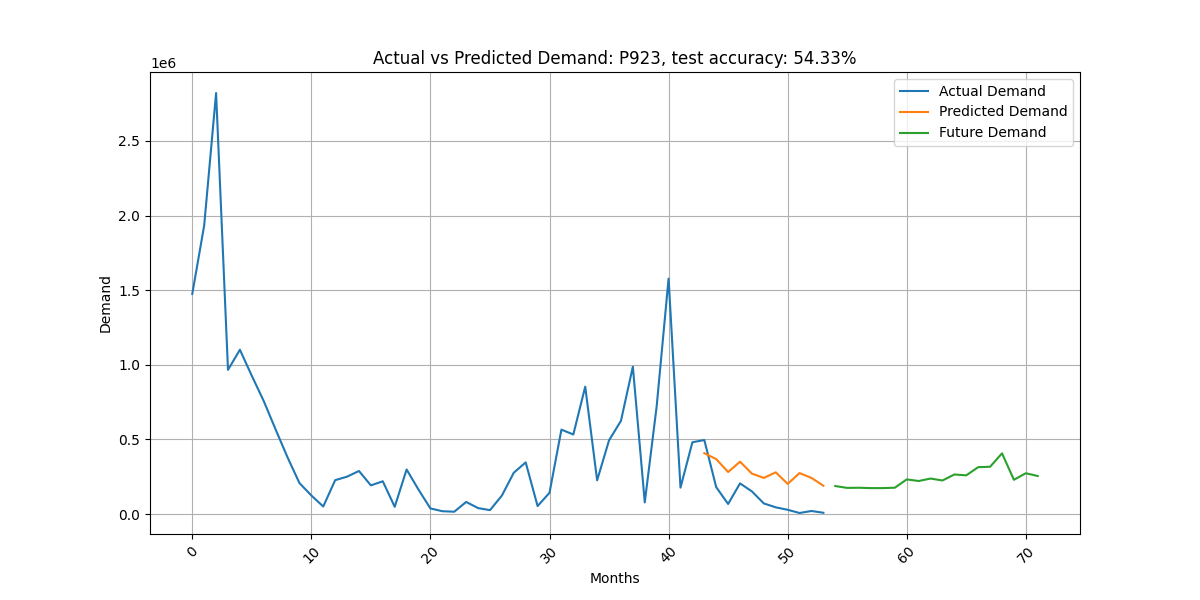 Actual vs Predicted Demand: P923, test accuracy: 54.33%
1e6
Actual Demand
Predicted Demand
Future Demand
2.5
2.0
1.5
1.0
0.5
0.0
Demand
0 10 20 30 40 50 60 70
Months